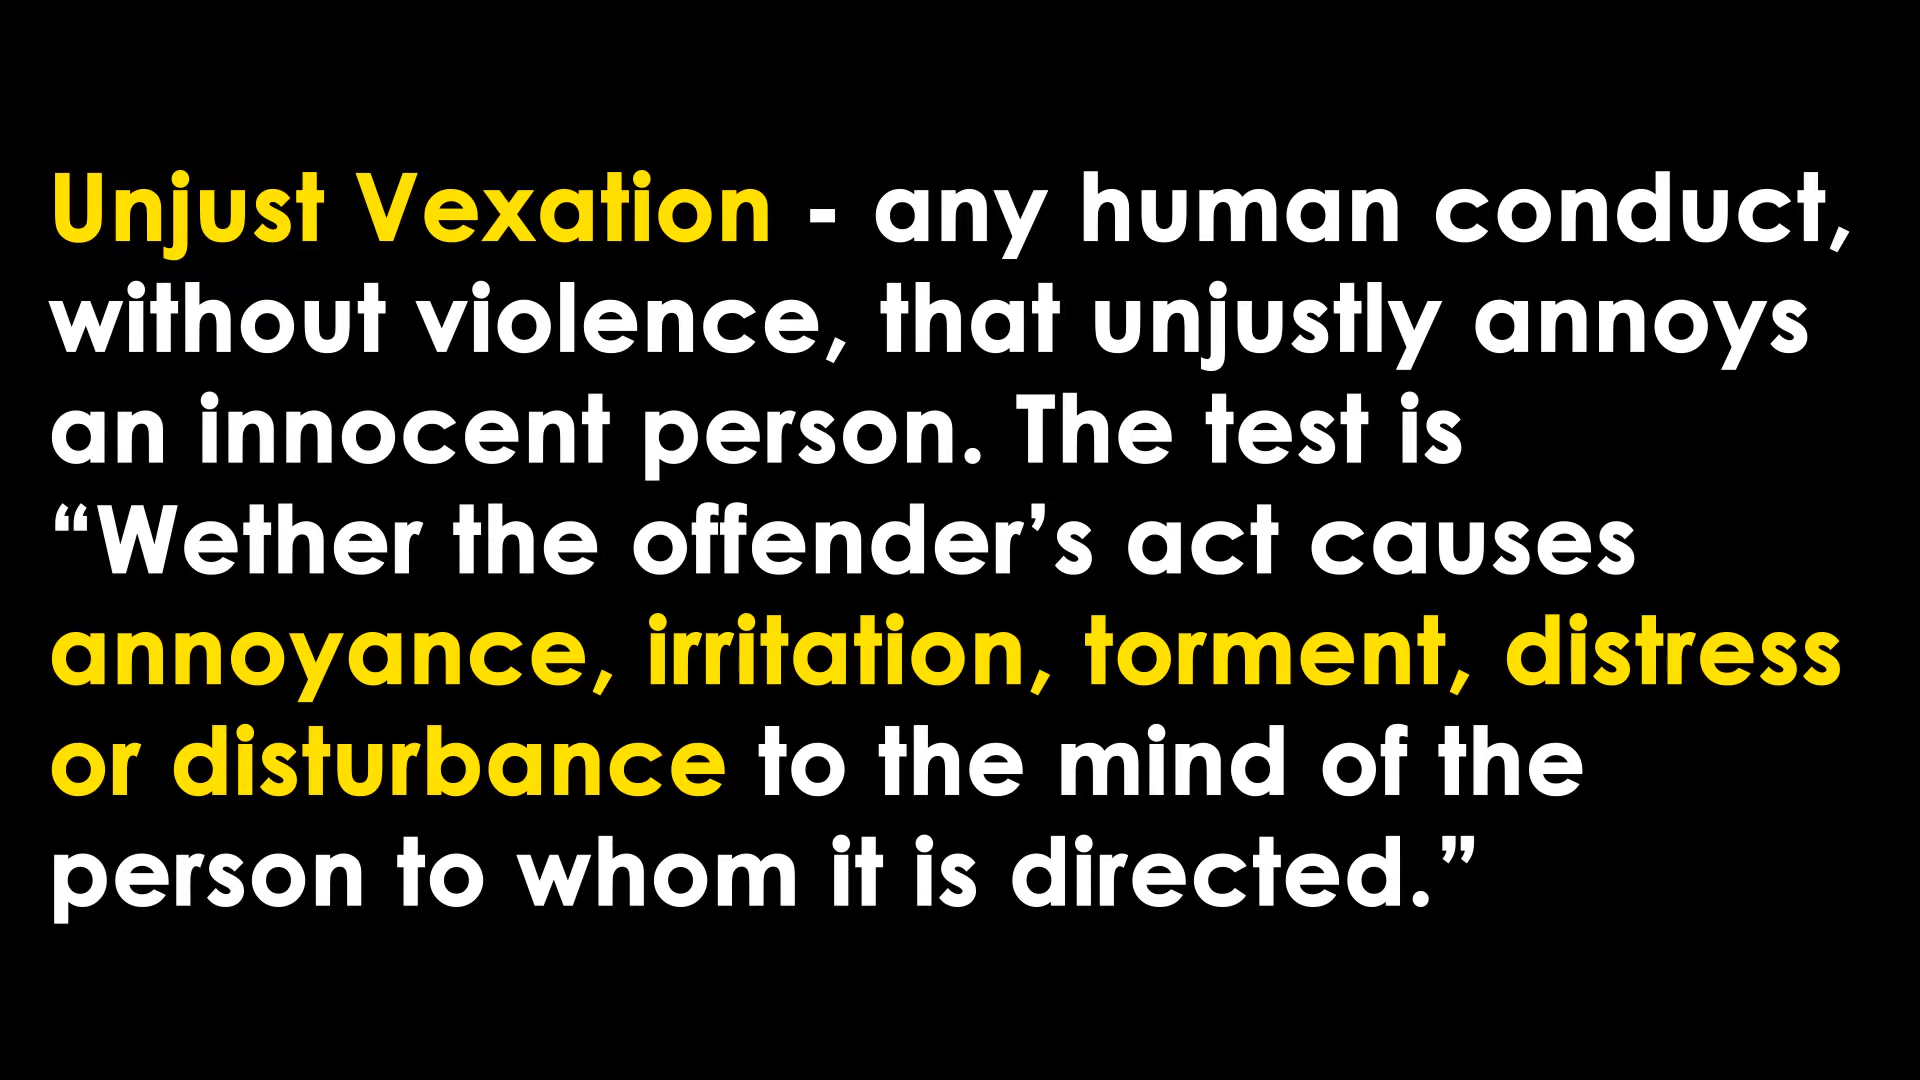 Unjust Vexation - any human conduct,
without violence, that unjustly annoys
an innocent person. The test is
“Wether the offender’s act causes
annoyance, irritation, torment, distress
or disturbance to the mind of the
person to whom it is directed.”